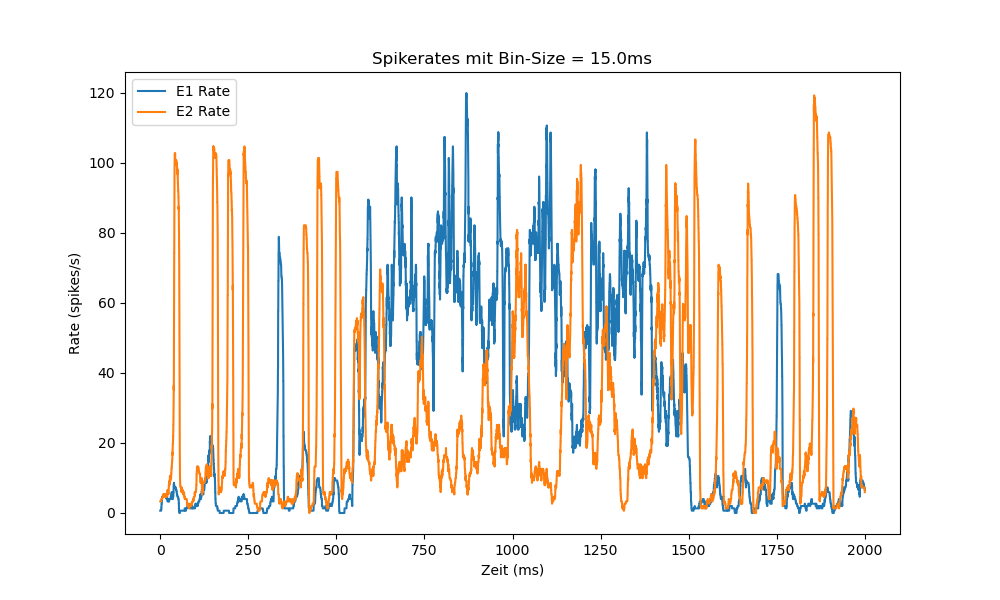 Spikerates mit Bin-Size = 15.0ms
E1 Rate
E2 Rate
Rate (spikes/s)
120
100
80
60
40
20
0
0 250 500 750 1000 1250 1500 1750 2000
Zeit (ms)